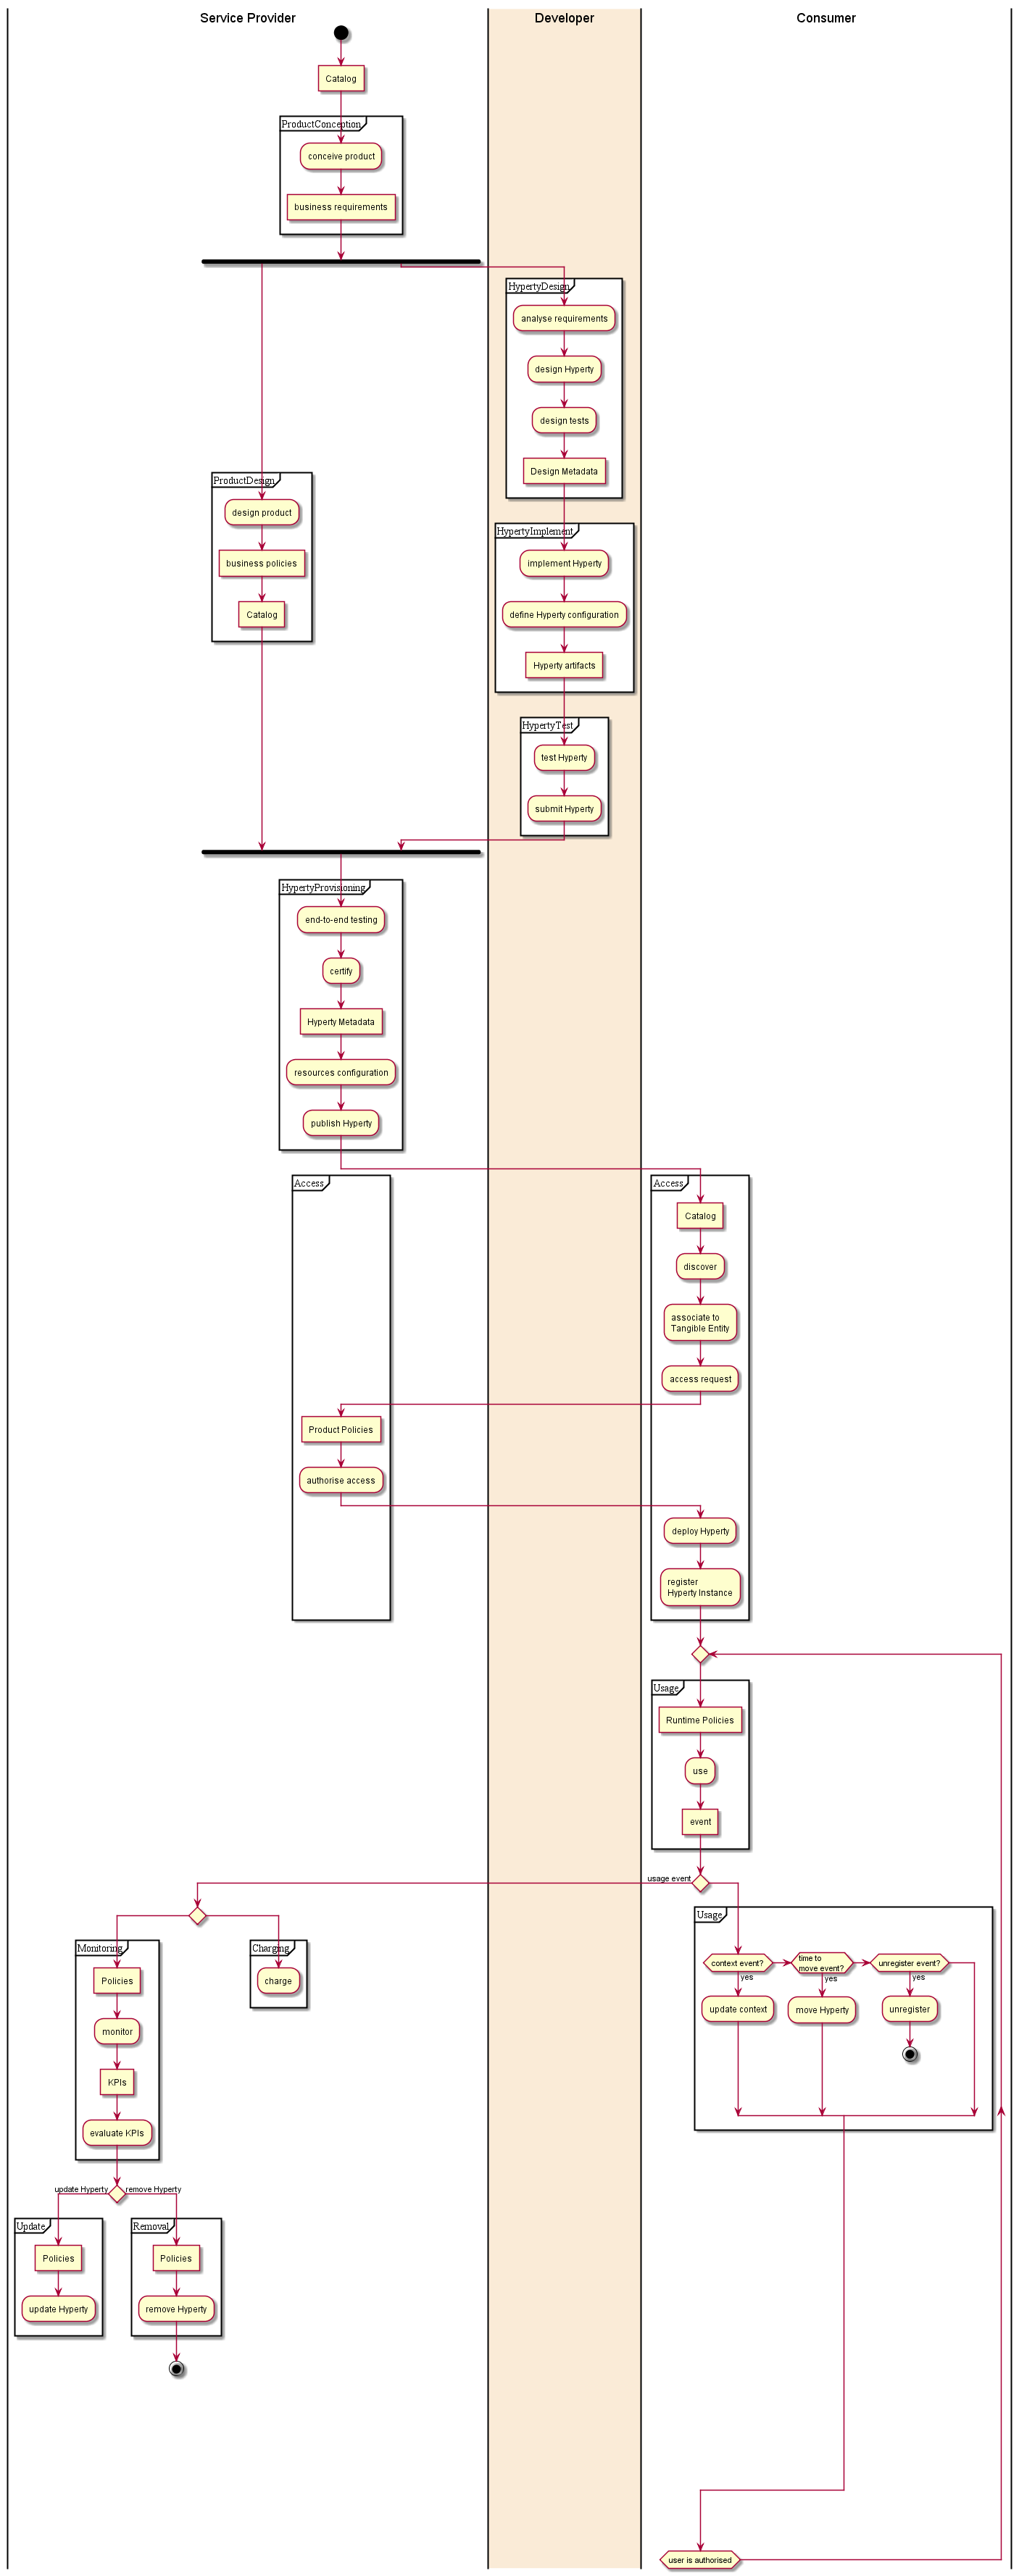 Service Provider
Developer
Consumer
Catalog
ProductConception
conceive product
business requirements
HypertyDesign
analyse requirements
design Hyperty
design tests
Design Metadata
ProductDesign
design product
business policies
Catalog
HypertyImplement
implement Hyperty
define Hyperty configuration
Hyperty artifacts
HypertyTest
test Hyperty
submit Hyperty
HypertyProvisioning
end-to-end testing
certify
Hyperty Metadata
resources configuration
publish Hyperty
Access
Access
Catalog
discover
associate to
Tangible Entity
access request
Product Policies
authorise access
deploy Hyperty
register
Hyperty Instance
Usage
Runtime Policies
use
event
usage event
Monitoring
Policies
monitor
KPIs
evaluate KPIs
Charging
charge
Usage
context event?
yes
update context
time to
move event?
yes
move Hyperty
unregister event?
yes
unregister
update Hyperty
remove Hyperty
Update
Policies
update Hyperty
Removal
Policies
remove Hyperty
user is authorised